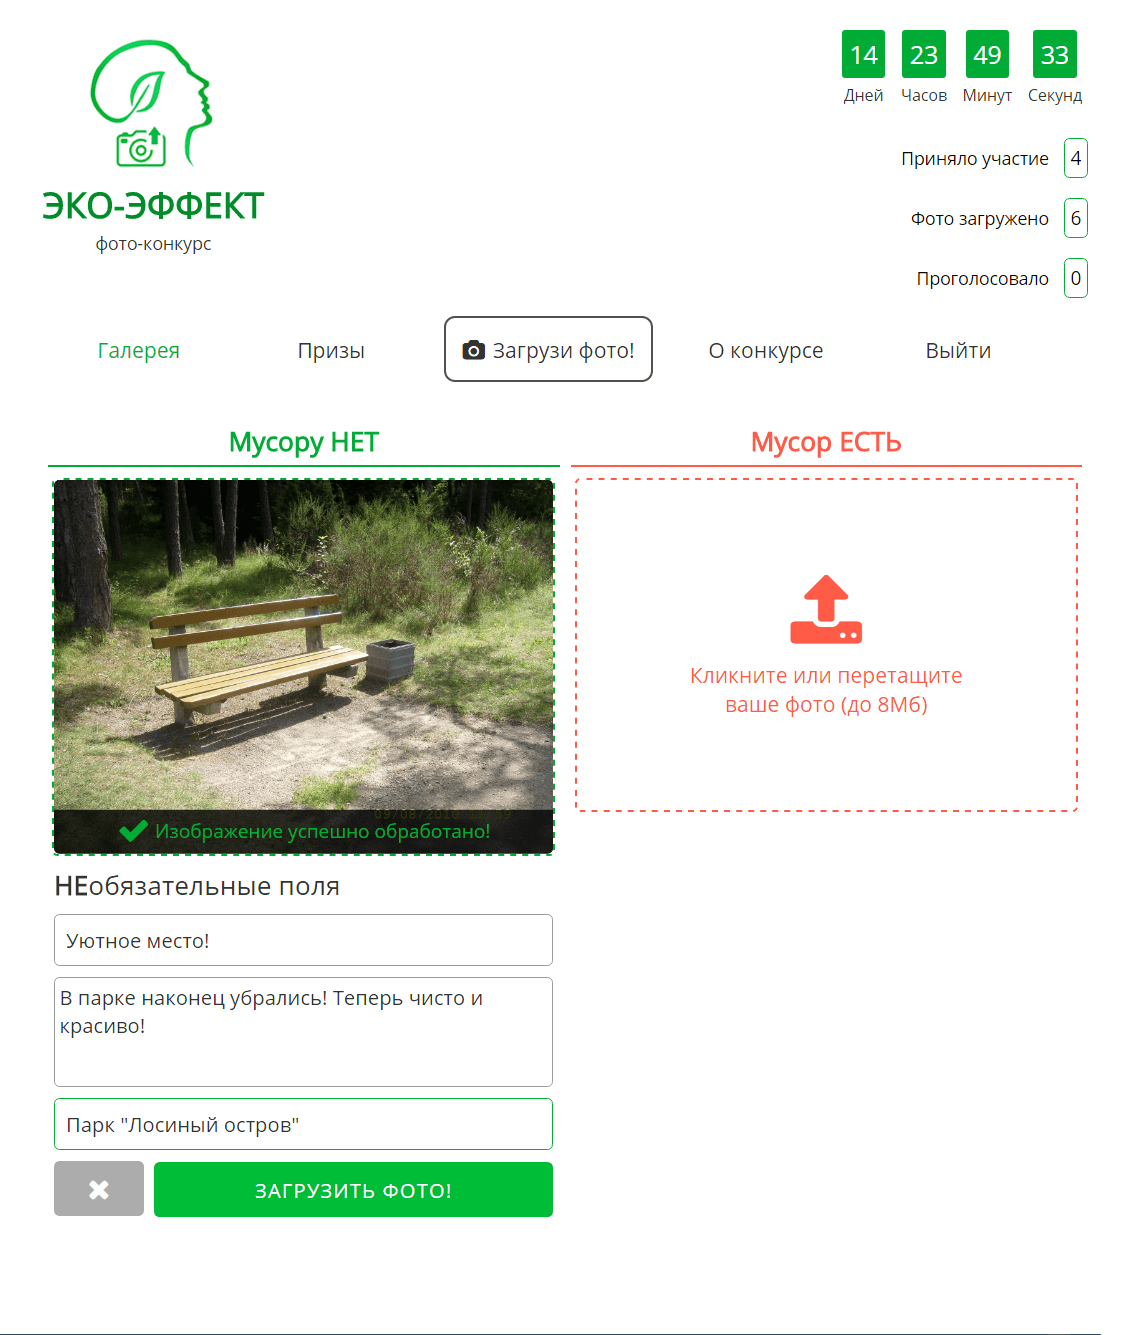 14 23 49 33
Дней Часов Минут Секунд
Приняло участие 4
Фото загружено 6
Проголосовало 0
ЭКО-ЭФФЕКТ
фото-конкурс
Галерея Призы Загрузи фото! О конкурсе Выйти
Мусору НЕТ
Мусор ЕСТЬ
Кликните или перетащите
ваше фото (до 8Мб)
Изображение успешно обработано!
НЕобязательные поля
Уютное место!
В парке наконец убрались! Теперь чисто и
красиво!
Парк "Лосиный остров"
ЗАГРУЗИТЬ ФОТО!